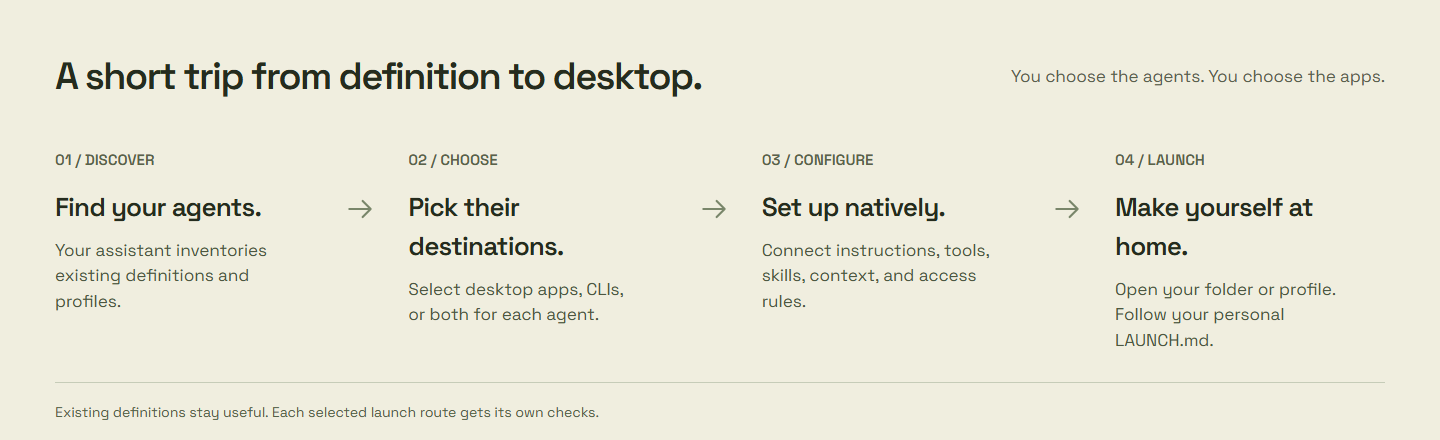 A short trip from definition to desktop.
You choose the agents. You choose the apps.
01 / DISCOVER
Find your agents.
Your assistant inventories
existing definitions and
profiles.
02 / CHOOSE
Pick their
destinations.
Select desktop apps, CLIs,
or both for each agent.
03 / CONFIGURE
Set up natively.
Connect instructions, tools,
skills, context, and access
rules.
04 / LAUNCH
Make yourself at
home.
Open your folder or profile.
Follow your personal
LAUNCH.md.
Existing definitions stay useful. Each selected launch route gets its own checks.